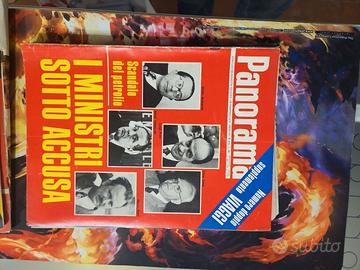 Panorama
Numero doppio
supplemento VIAGGI
Scandalo
del petrolio
I MINISTRI
SOTTO ACCUSA
subito